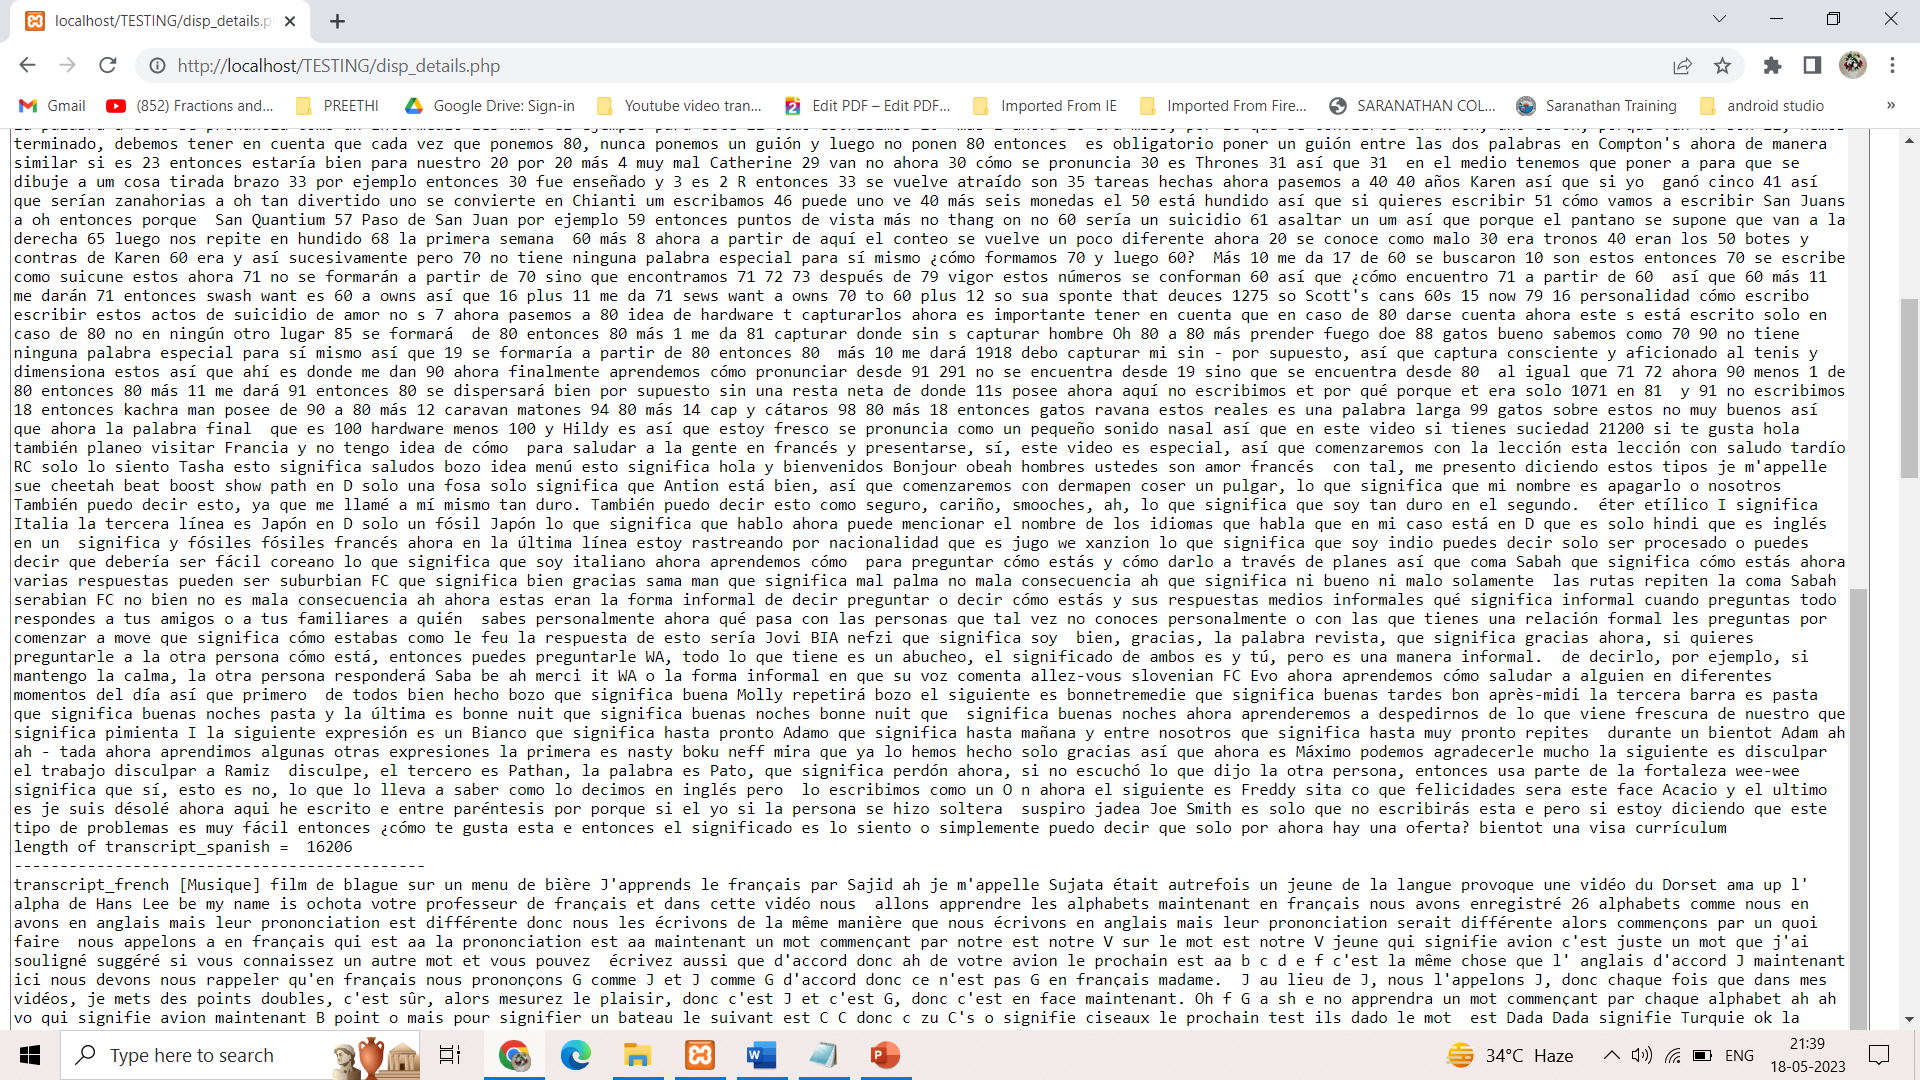 localhost/TESTING/disp_details.p
http://localhost/TESTING/disp_details.php
Gmail
(852) Fractions and...
PREETHI
Google Drive: Sign-in
Youtube video tran...
Edit PDF – Edit PDF...
Imported From IE
Imported From Fire...
SARANATHAN COL...
Saranathan Training
android studio
»
terminado, debemos tener en cuenta que cada vez que ponemos 80, nunca ponemos un guión y luego no ponen 80 entonces  es obligatorio poner un guión entre las dos palabras en Compton's ahora de manera
similar si es 23 entonces estaría bien para nuestro 20 por 20 más 4 muy mal Catherine 29 van no ahora 30 cómo se pronuncia 30 es Thrones 31 así que 31  en el medio tenemos que poner a para que se
dibuje a um cosa tirada brazo 33 por ejemplo entonces 30 fue enseñado y 3 es 2 R entonces 33 se vuelve atraído son 35 tareas hechas ahora pasemos a 40 40 años Karen así que si yo  ganó cinco 41 así
que serían zanahorias a oh tan divertido uno se convierte en Chianti um escribamos 46 puede uno ve 40 más seis monedas el 50 está hundido así que si quieres escribir 51 cómo vamos a escribir San Juans
a oh entonces porque  San Quantium 57 Paso de San Juan por ejemplo 59 entonces puntos de vista más no thang on no 60 sería un suicidio 61 asaltar un um así que porque el pantano se supone que van a la
derecha 65 luego nos repite en hundido 68 la primera semana  60 más 8 ahora a partir de aquí el conteo se vuelve un poco diferente ahora 20 se conoce como malo 30 era tronos 40 eran los 50 botes y
contras de Karen 60 era y así sucesivamente pero 70 no tiene ninguna palabra especial para sí mismo ¿cómo formamos 70 y luego 60?  Más 10 me da 17 de 60 se buscaron 10 son estos entonces 70 se escribe
como suicune estos ahora 71 no se formarán a partir de 70 sino que encontramos 71 72 73 después de 79 vigor estos números se conforman 60 así que ¿cómo encuentro 71 a partir de 60  así que 60 más 11
me darán 71 entonces swash want es 60 a owns así que 16 plus 11 me da 71 sews want a owns 70 to 60 plus 12 so sua sponte that deuces 1275 so Scott's cans 60s 15 now 79 16 personalidad cómo escribo
escribir estos actos de suicidio de amor no s 7 ahora pasemos a 80 idea de hardware t capturarlos ahora es importante tener en cuenta que en caso de 80 darse cuenta ahora este s está escrito solo en
caso de 80 no en ningún otro lugar 85 se formará  de 80 entonces 80 más 1 me da 81 capturar donde sin s capturar hombre Oh 80 a 80 más prender fuego doe 88 gatos bueno sabemos como 70 90 no tiene
ninguna palabra especial para sí mismo así que 19 se formaría a partir de 80 entonces 80  más 10 me dará 1918 debo capturar mi sin - por supuesto, así que captura consciente y aficionado al tenis y
dimensiona estos así que ahí es donde me dan 90 ahora finalmente aprendemos cómo pronunciar desde 91 291 no se encuentra desde 19 sino que se encuentra desde 80  al igual que 71 72 ahora 90 menos 1 de
80 entonces 80 más 11 me dará 91 entonces 80 se dispersará bien por supuesto sin una resta neta de donde 11s posee ahora aquí no escribimos et por qué porque et era solo 1071 en 81  y 91 no escribimos
18 entonces kachra man posee de 90 a 80 más 12 caravan matones 94 80 más 14 cap y cátaros 98 80 más 18 entonces gatos ravana estos reales es una palabra larga 99 gatos sobre estos no muy buenos así
que ahora la palabra final  que es 100 hardware menos 100 y Hildy es así que estoy fresco se pronuncia como un pequeño sonido nasal así que en este video si tienes suciedad 21200 si te gusta hola
también planeo visitar Francia y no tengo idea de cómo  para saludar a la gente en francés y presentarse, sí, este video es especial, así que comenzaremos con la lección esta lección con saludo tardío
RC solo lo siento Tasha esto significa saludos bozo idea menú esto significa hola y bienvenidos Bonjour obeah hombres ustedes son amor francés  con tal, me presento diciendo estos tipos je m'appelle
sue cheetah beat boost show path en D solo una fosa solo significa que Antion está bien, así que comenzaremos con dermapen coser un pulgar, lo que significa que mi nombre es apagarlo o nosotros
También puedo decir esto, ya que me llamé a mí mismo tan duro. También puedo decir esto como seguro, cariño, smooches, ah, lo que significa que soy tan duro en el segundo.  éter etílico I significa
Italia la tercera línea es Japón en D solo un fósil Japón lo que significa que hablo ahora puede mencionar el nombre de los idiomas que habla que en mi caso está en D que es solo hindi que es inglés
en un  significa y fósiles fósiles francés ahora en la última línea estoy rastreando por nacionalidad que es jugo we xanzion lo que significa que soy indio puedes decir solo ser procesado o puedes
decir que debería ser fácil coreano lo que significa que soy italiano ahora aprendemos cómo  para preguntar cómo estás y cómo darlo a través de planes así que coma Sabah que significa cómo estás ahora
varias respuestas pueden ser suburbian FC que significa bien gracias sama man que significa mal palma no mala consecuencia ah que significa ni bueno ni malo solamente  las rutas repiten la coma Sabah
serabian FC no bien no es mala consecuencia ah ahora estas eran la forma informal de decir preguntar o decir cómo estás y sus respuestas medios informales qué significa informal cuando preguntas todo
respondes a tus amigos o a tus familiares a quién  sabes personalmente ahora qué pasa con las personas que tal vez no conoces personalmente o con las que tienes una relación formal les preguntas por
comenzar a move que significa cómo estabas como le feu la respuesta de esto sería Jovi BIA nefzi que significa soy  bien, gracias, la palabra revista, que significa gracias ahora, si quieres
preguntarle a la otra persona cómo está, entonces puedes preguntarle WA, todo lo que tiene es un abucheo, el significado de ambos es y tú, pero es una manera informal.  de decirlo, por ejemplo, si
mantengo la calma, la otra persona responderá Saba be ah merci it WA o la forma informal en que su voz comenta allez-vous slovenian FC Evo ahora aprendemos cómo saludar a alguien en diferentes
momentos del día así que primero  de todos bien hecho bozo que significa buena Molly repetirá bozo el siguiente es bonnetremedie que significa buenas tardes bon après-midi la tercera barra es pasta
que significa buenas noches pasta y la última es bonne nuit que significa buenas noches bonne nuit que  significa buenas noches ahora aprenderemos a despedirnos de lo que viene frescura de nuestro que
significa pimienta I la siguiente expresión es un Bianco que significa hasta pronto Adamo que significa hasta mañana y entre nosotros que significa hasta muy pronto repites  durante un bientot Adam ah
ah - tada ahora aprendimos algunas otras expresiones la primera es nasty boku neff mira que ya lo hemos hecho solo gracias así que ahora es Máximo podemos agradecerle mucho la siguiente es disculpar
el trabajo disculpar a Ramiz  disculpe, el tercero es Pathan, la palabra es Pato, que significa perdón ahora, si no escuchó lo que dijo la otra persona, entonces usa parte de la fortaleza wee-wee
significa que sí, esto es no, lo que lo lleva a saber como lo decimos en inglés pero  lo escribimos como un O n ahora el siguiente es Freddy sita co que felicidades sera este face Acacio y el ultimo
es je suis désolé ahora aqui he escrito e entre paréntesis por porque si el yo si la persona se hizo soltera  suspiro jadea Joe Smith es solo que no escribirás esta e pero si estoy diciendo que este
tipo de problemas es muy fácil entonces ¿cómo te gusta esta e entonces el significado es lo siento o simplemente puedo decir que solo por ahora hay una oferta? bientot una visa currículum
length of transcript_spanish =  16206
-------------------------------------------
transcript_french [Musique] film de blague sur un menu de bière J'apprends le français par Sajid ah je m'appelle Sujata était autrefois un jeune de la langue provoque une vidéo du Dorset ama up l'
alpha de Hans Lee be my name is ochota votre professeur de français et dans cette vidéo nous  allons apprendre les alphabets maintenant en français nous avons enregistré 26 alphabets comme nous en
avons en anglais mais leur prononciation est différente donc nous les écrivons de la même manière que nous écrivons en anglais mais leur prononciation serait différente alors commençons par un quoi
faire  nous appelons a en français qui est aa la prononciation est aa maintenant un mot commençant par notre est notre V sur le mot est notre V jeune qui signifie avion c'est juste un mot que j'ai
souligné suggéré si vous connaissez un autre mot et vous pouvez  écrivez aussi que d'accord donc ah de votre avion le prochain est aa b c d e f c'est la même chose que l' anglais d'accord J maintenant
ici nous devons nous rappeler qu'en français nous prononçons G comme J et J comme G d'accord donc ce n'est pas G en français madame.  J au lieu de J, nous l'appelons J, donc chaque fois que dans mes
vidéos, je mets des points doubles, c'est sûr, alors mesurez le plaisir, donc c'est J et c'est G, donc c'est en face maintenant. Oh f G a sh e no apprendra un mot commençant par chaque alphabet ah ah
vo qui signifie avion maintenant B point o mais pour signifier un bateau le suivant est C C donc c zu C's o signifie ciseaux le prochain test ils dado le mot  est Dada Dada signifie Turquie ok la
Type here to search
34°C Haze
ENG
21:39
18-05-2023